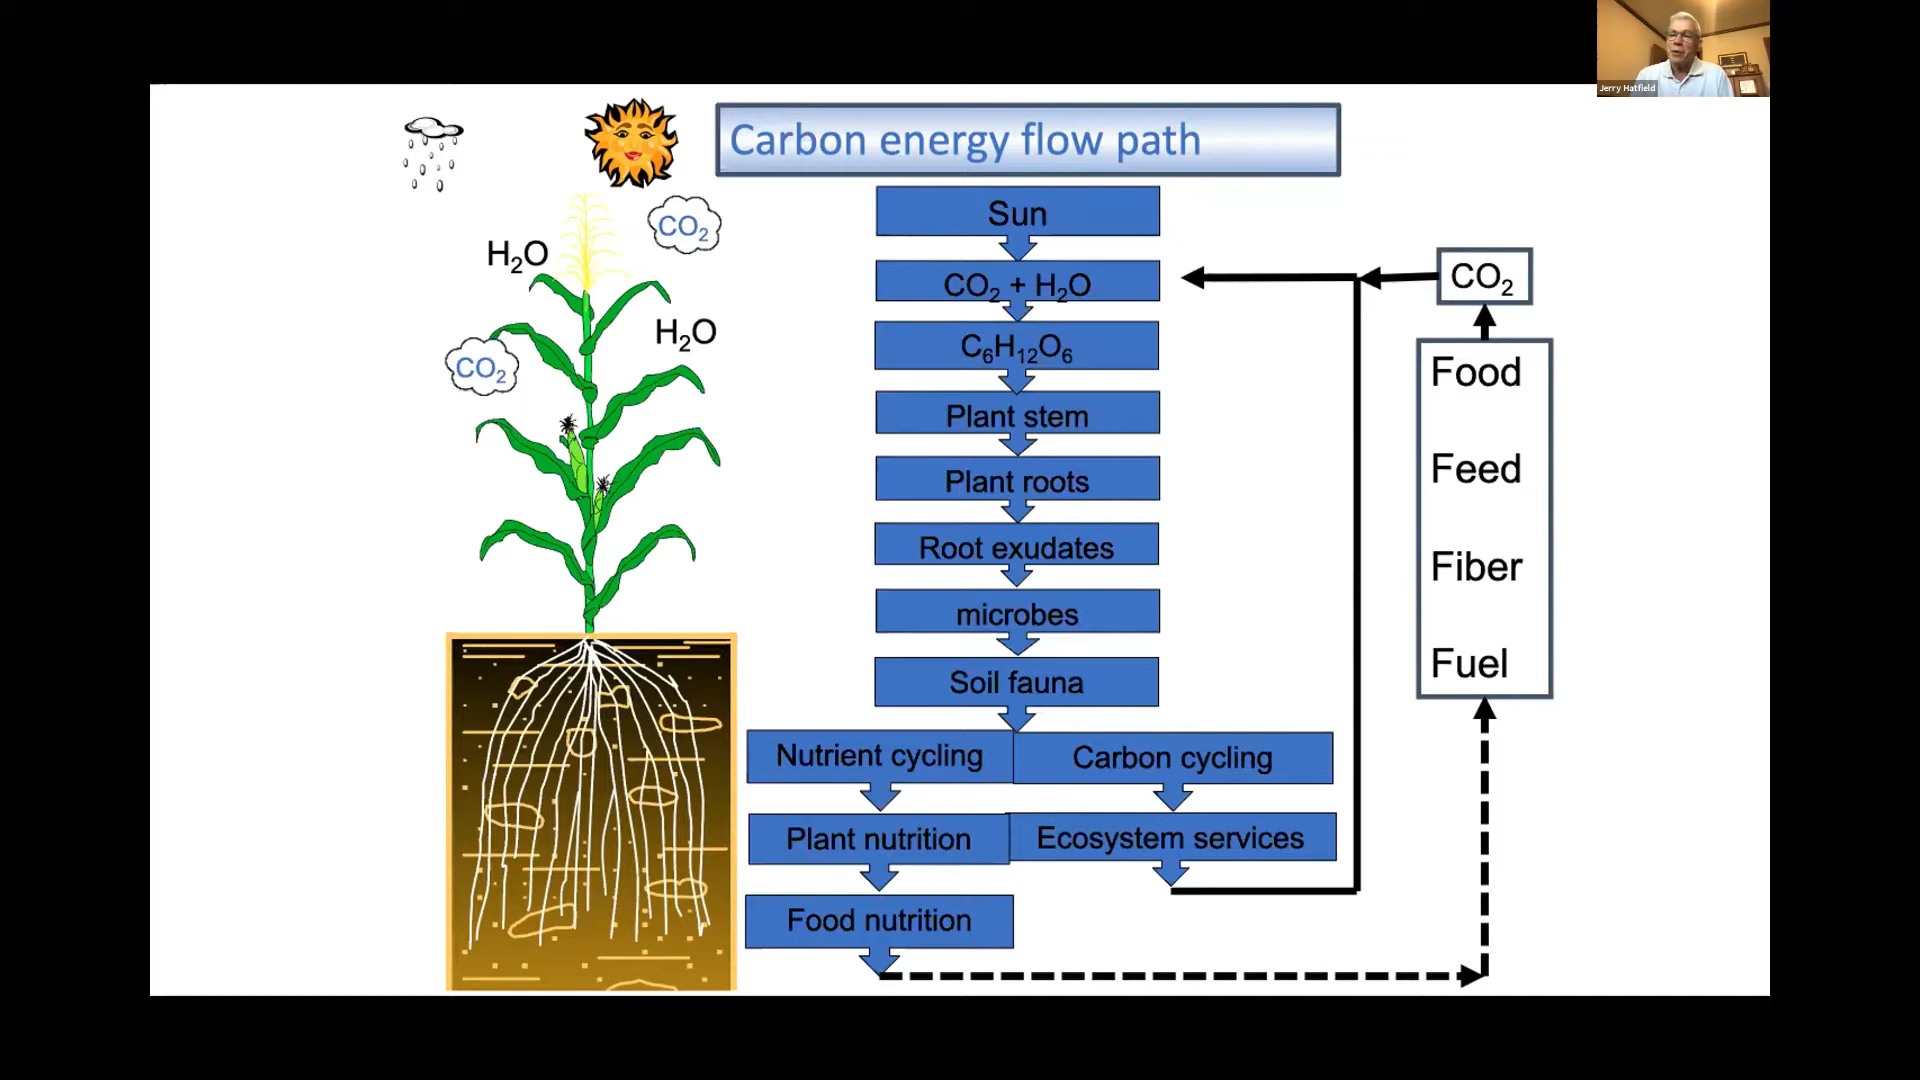 Jerry Hatfield
Carbon energy flow path
CO₂
H₂O
H₂O
CO₂
Sun
CO₂ + H₂O
C₆H₁₂O₆
Plant stem
Plant roots
Root exudates
microbes
Soil fauna
Nutrient cycling
Carbon cycling
Plant nutrition
Ecosystem services
Food nutrition
CO₂
Food
Feed
Fiber
Fuel